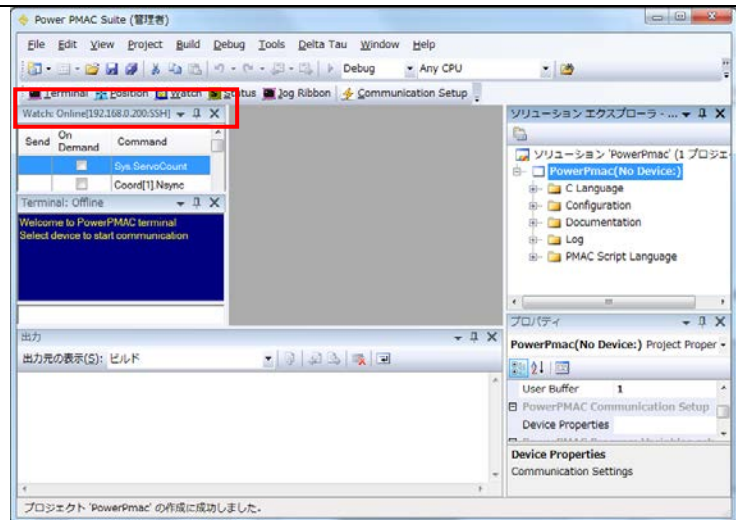 Power PMAC Suite (管理者)
File Edit View Project Build Debug Tools Delta Tau Window Help
Debug Any CPU
Terminal Position Watch Status Jog Ribbon Communication Setup
Watch: Online[192.168.0.200:SSH]
Send On Demand Command
Sys.ServoCount
Coord[1].Nsync
Terminal: Offline
Welcome to PowerPMAC terminal
Select device to start communication
出力
出力元の表示(S): ビルド
ソリューション エクスプローラ - ...
ソリューション 'PowerPmac' (1 プロジェ
PowerPmac(No Device:)
C Language
Configuration
Documentation
Log
PMAC Script Language
プロパティ
PowerPmac(No Device:) Project Proper
User Buffer 1
PowerPMAC Communication Setup
Device Properties
Device Properties
Communication Settings
プロジェクト 'PowerPmac' の作成に成功しました。